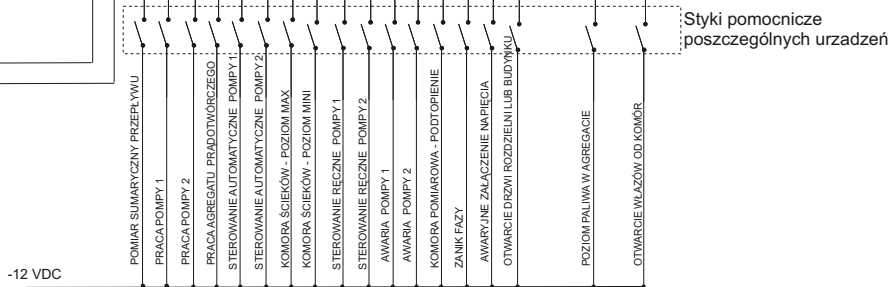 Styki pomocnicze
poszczególnych urzadzeń
POMIAR SUMARYCZNY PRZEPŁYWU
PRACA POMPY 1
PRACA POMPY 2
PRACA AGREGATU PRĄDOTWÓRCZEGO
STEROWANIE AUTOMATYCZNE POMPY 1
STEROWANIE AUTOMATYCZNE POMPY 2
KOMORA ŚCIEKÓW - POZIOM MAX
KOMORA ŚCIEKÓW - POZIOM MINI
STEROWANIE RĘCZNE POMPY 1
STEROWANIE RĘCZNE POMPY 2
AWARIA POMPY 1
AWARIA POMPY 2
KOMORA POMIAROWA - PODTOPIENIE
ZANIK FAZY
AWARYJNE ZAŁĄCZENIE NAPIĘCIA
OTWARCIE DRZWI ROZDZIELNI LUB BUDYNKU
POZIOM PALIWA W AGREGACIE
OTWARCIE WŁAZÓW OD KOMÓR
-12 VDC